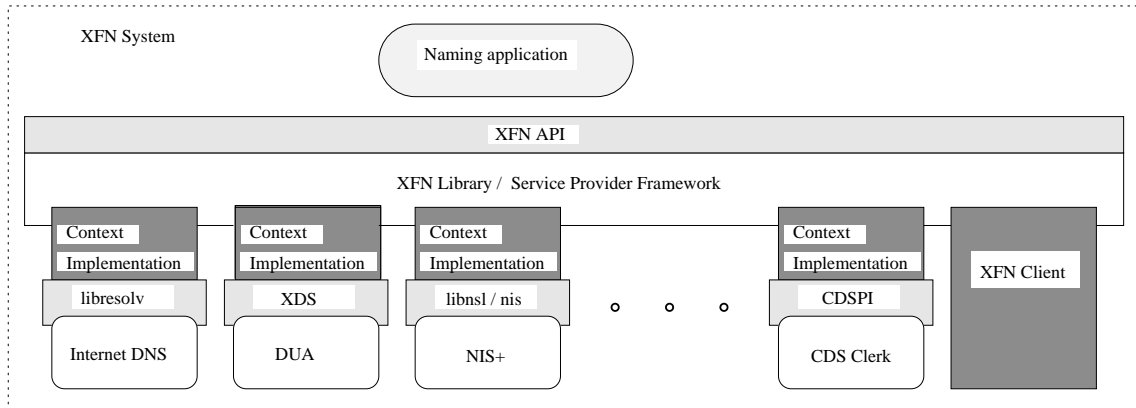 XFN System
Naming application
XFN API
XFN Library / Service Provider Framework
Context
Implementation
Context
Implementation
Context
Implementation
Context
Implementation
XFN Client
libresolv
XDS
libnsl / nis
CDSPI
Internet DNS
DUA
NIS+
CDS Clerk